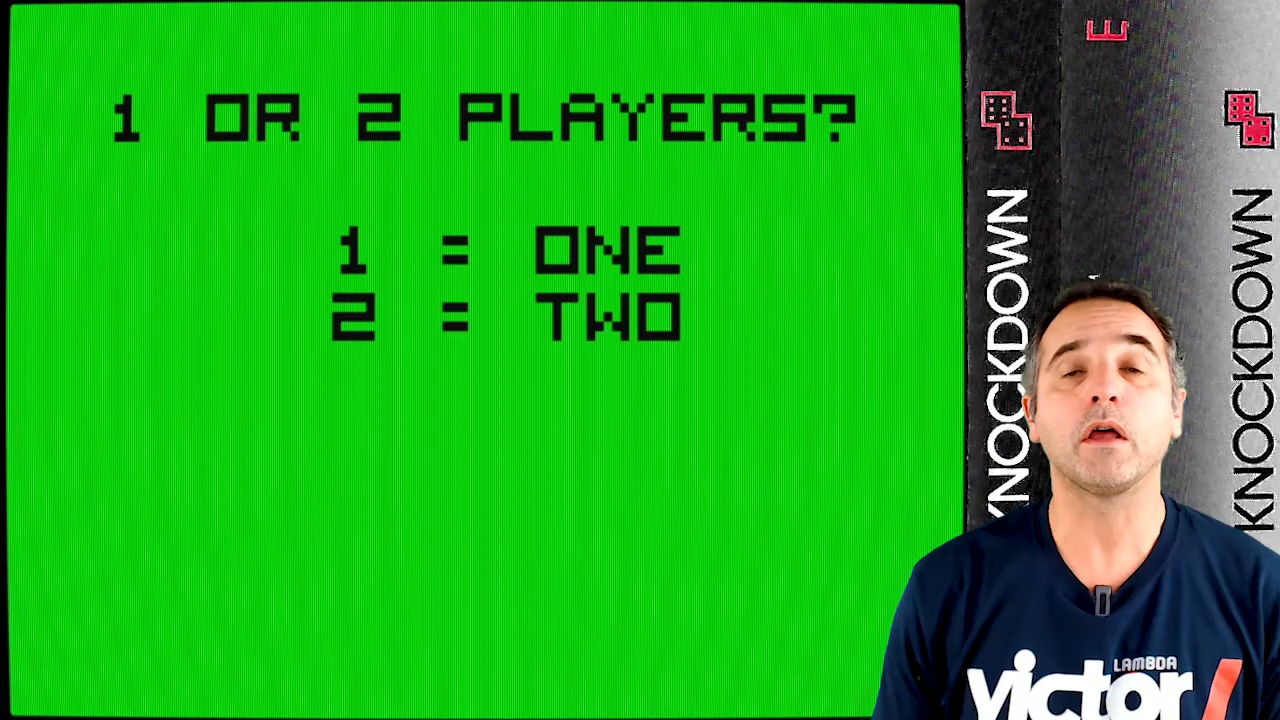 1 OR 2 PLAYERS?
1 = ONE
2 = TWO
E
KNOCKDOWN
KNOCKDOWN
LAMBDA
victor